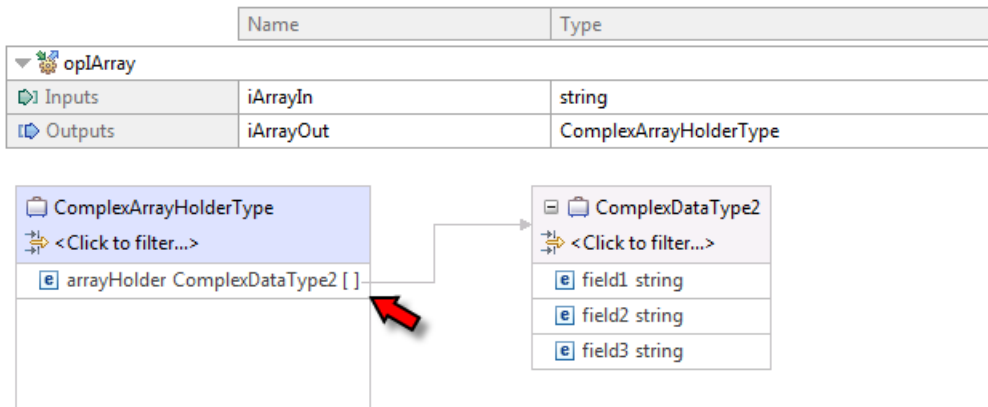 Name Type
opIArray
Inputs iArrayIn string
Outputs iArrayOut ComplexArrayHolderType
ComplexArrayHolderType ComplexDataType2
<Click to filter...> <Click to filter...>
e arrayHolder ComplexDataType2 [ ] e field1 string
e field2 string
e field3 string